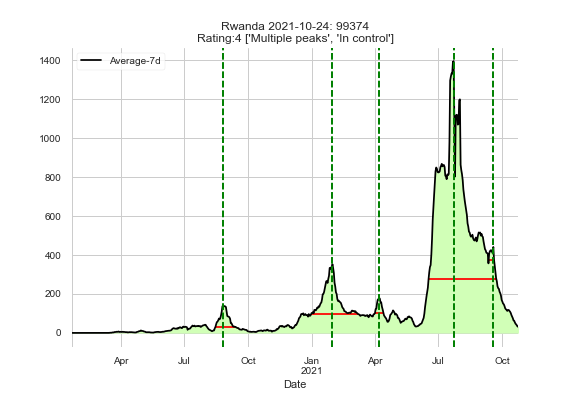 Rwanda 2021-10-24: 99374
Rating:4 ['Multiple peaks', 'In control']
Average-7d
1400
1200
1000
800
600
400
200
0
Apr Jul Oct Jan Apr Jul Oct
2021
Date